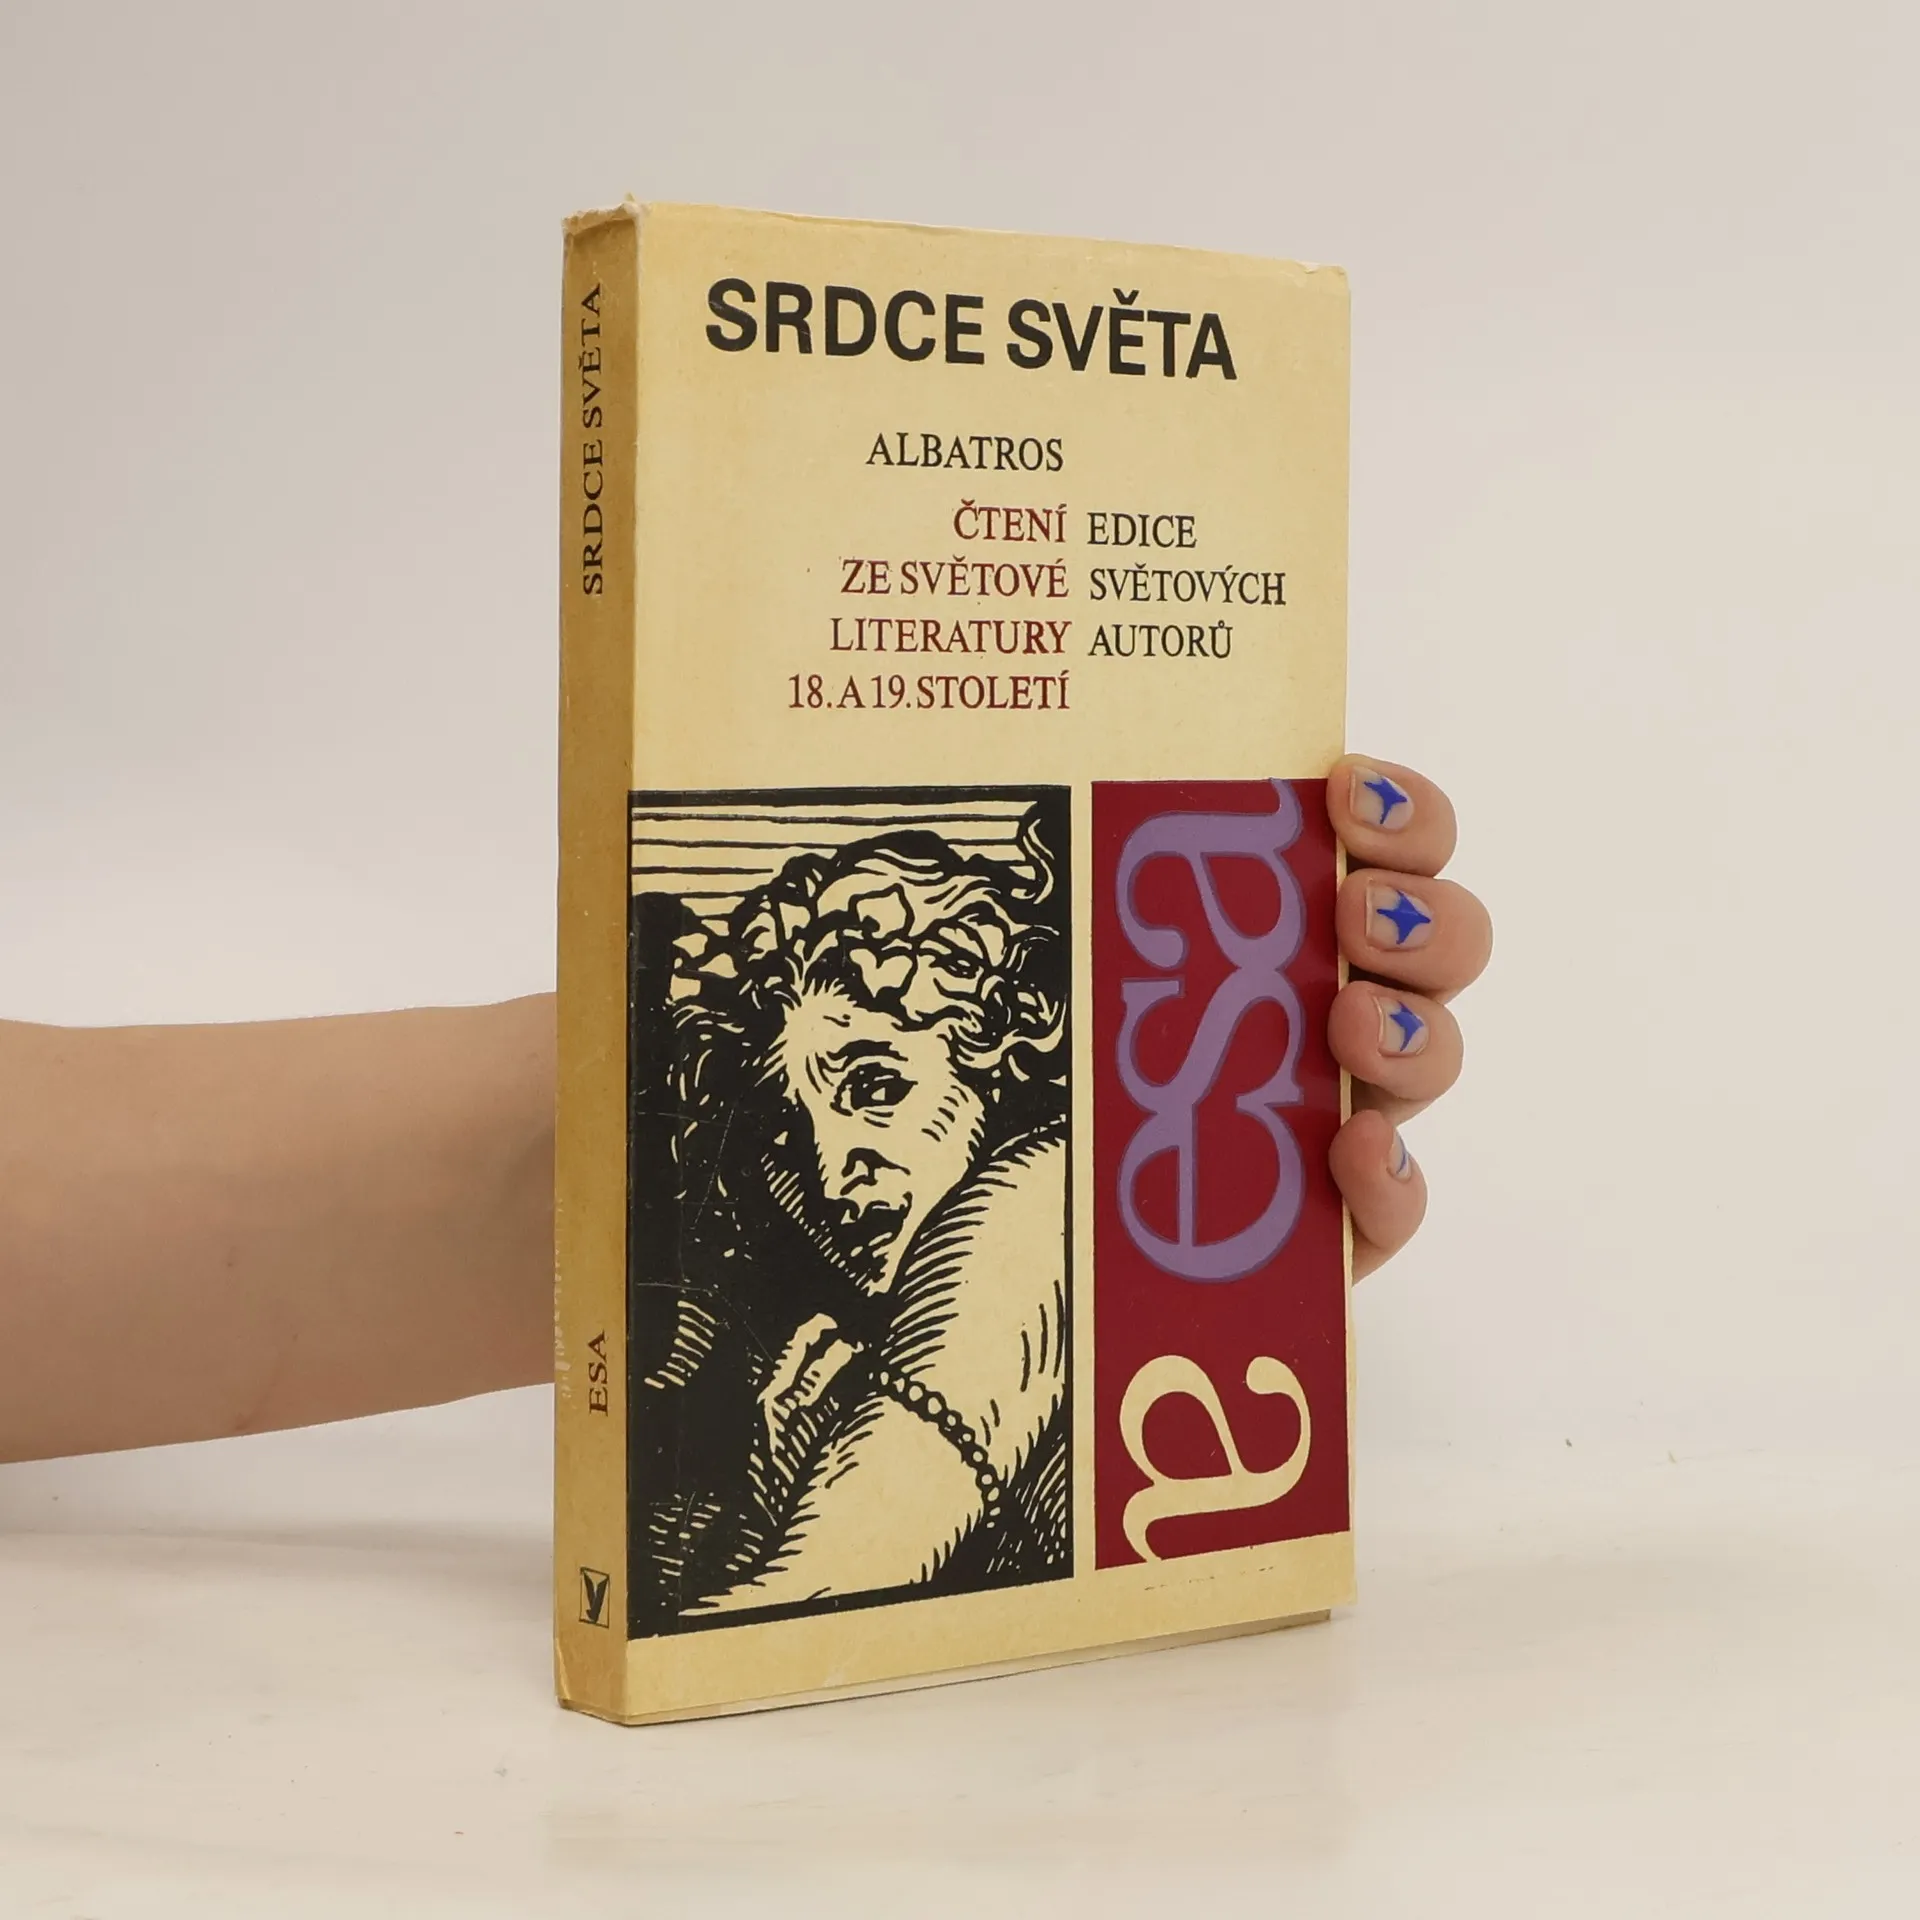 SRDCE SVĚTA
ALBATROS
ČTENÍ
ZE SVĚTOVÉ
LITERATURY
18. A 19. STOLETÍ
EDICE
SVĚTOVÝCH
AUTORŮ
esa
a
SRDCE SVĚTA
ESA